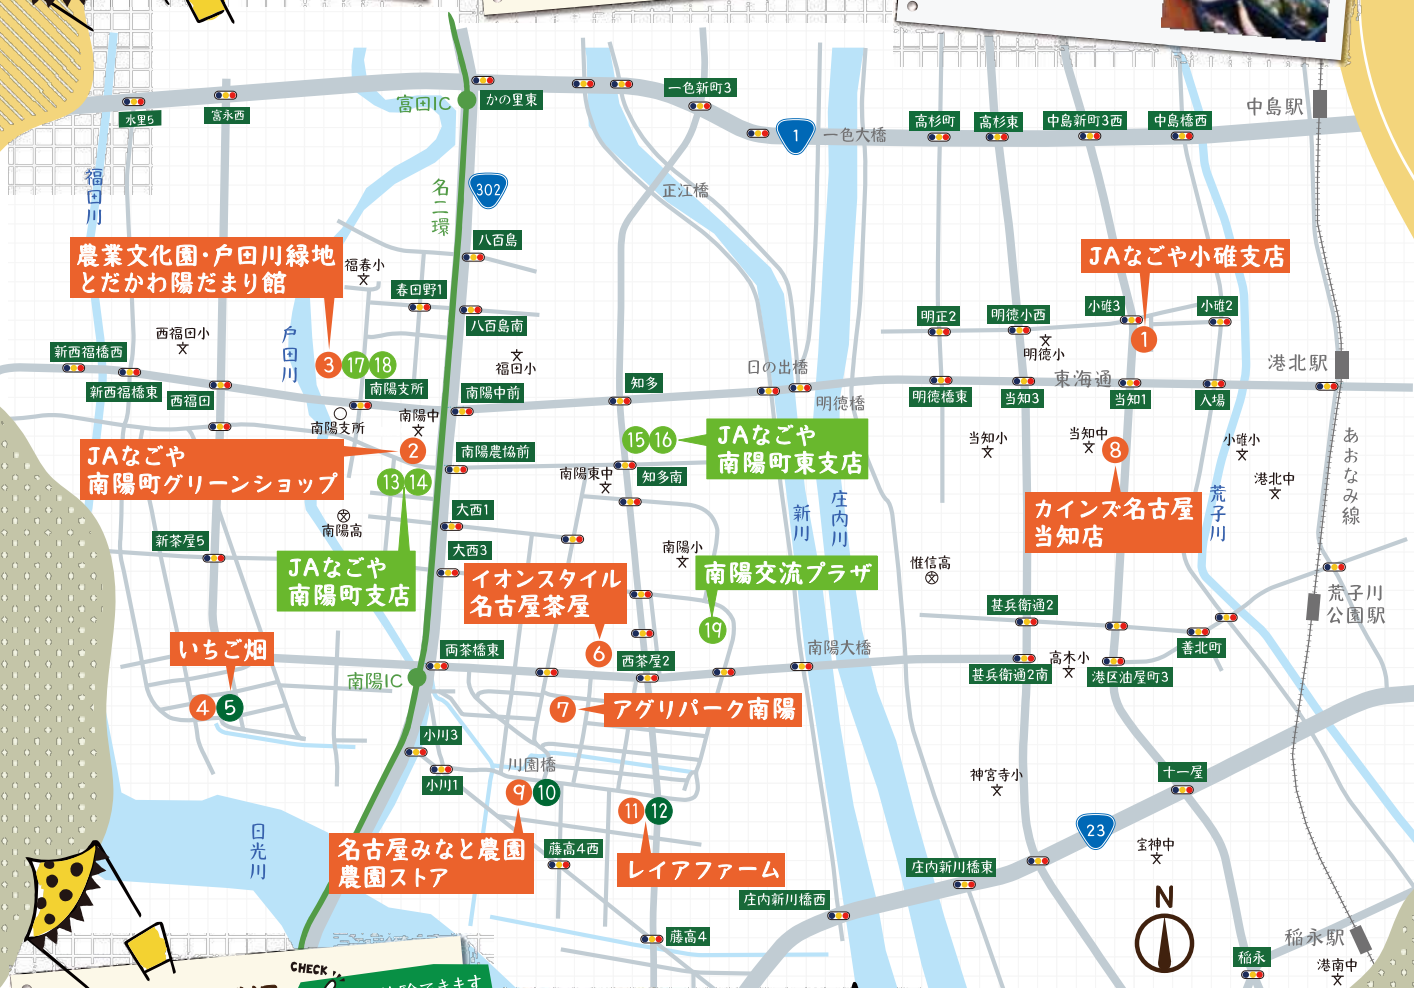 中島駅
富田IC
かの里東
一色新町3
水里5
富永西
1
一色大橋
高杉町
高杉東
中島新町3西
中島橋西
福田川
名二環
302
正江橋
八百島
農業文化園・戸田川緑地
とだかわ陽だまり館
福春小
春田野1
JAなごや小碓支店
小碓3
小碓2
明正2
明徳小西
八百島南
西福田小
戸田川
新西福橋西
3
17
18
福田小
1
明徳小
港北駅
新西福橋東
西福田
南陽支所
南陽中前
知多
日の出橋
明徳橋
東海通
明徳橋東
当知3
当知1
入場
南陽支所
南陽中
JAなごや
南陽町グリーンショップ
2
南陽農協前
15
16
JAなごや
南陽町東支店
当知小
当知中
8
小碓小
あおなみ線
13
14
南陽東中
知多南
港北中
南陽高
大西1
新川
庄内川
カインズ名古屋
当知店
荒子川
新茶屋5
大西3
南陽小
JAなごや
南陽町支店
イオンスタイル
名古屋茶屋
南陽交流プラザ
惟信高
荒子川
公園駅
甚兵衛通2
19
いちご畑
両茶橋東
6
西茶屋2
南陽大橋
善北町
高木小
甚兵衛通2南
港区油屋町3
南陽IC
4
5
7
アグリパーク南陽
小川3
川園橋
小川1
9
10
神宮寺小
十一屋
11
12
日光川
23
名古屋みなと農園
農園ストア
藤高4西
レイアファーム
宝神中
庄内新川橋東
庄内新川橋西
N
藤高4
稲永駅
稲永
港南中
CHECK